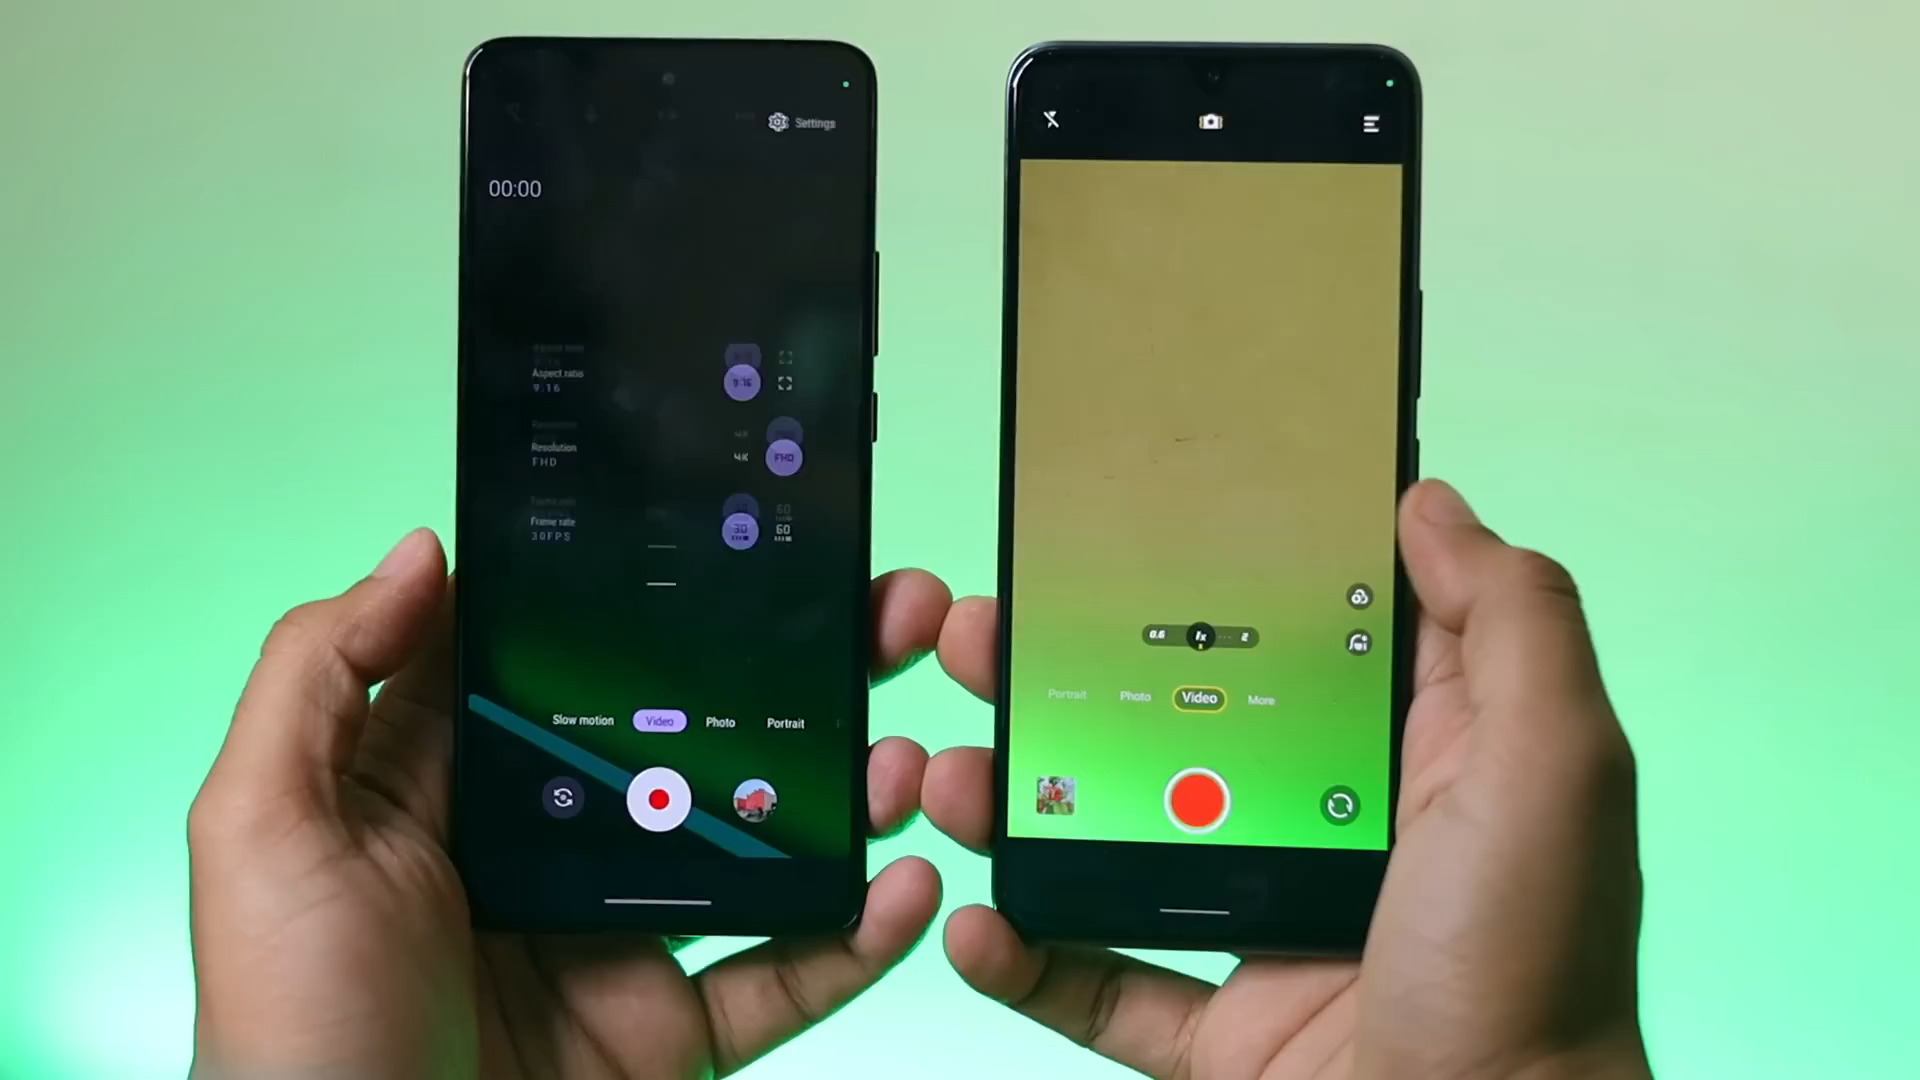 Settings
00:00
Aspect ratio
9:16
9:16
Resolution
FHD
4K
FHD
Frame rate
30FPS
30
60
Slow motion
Video
Photo
Portrait
0.6
1x
2
Portrait
Photo
Video
More